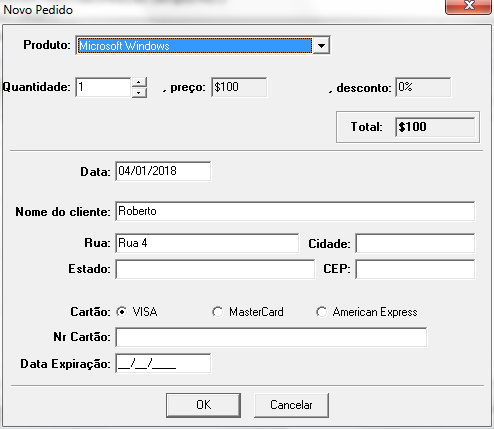 Novo Pedido
Produto: Microsoft Windows
Quantidade: 1 , preço: $100 , desconto: 0%
Total: $100
Data: 04/01/2018
Nome do cliente: Roberto
Rua: Rua 4 Cidade:
Estado: CEP:
Cartão: VISA MasterCard American Express
Nr Cartão:
Data Expiração: __/__/____
OK Cancelar